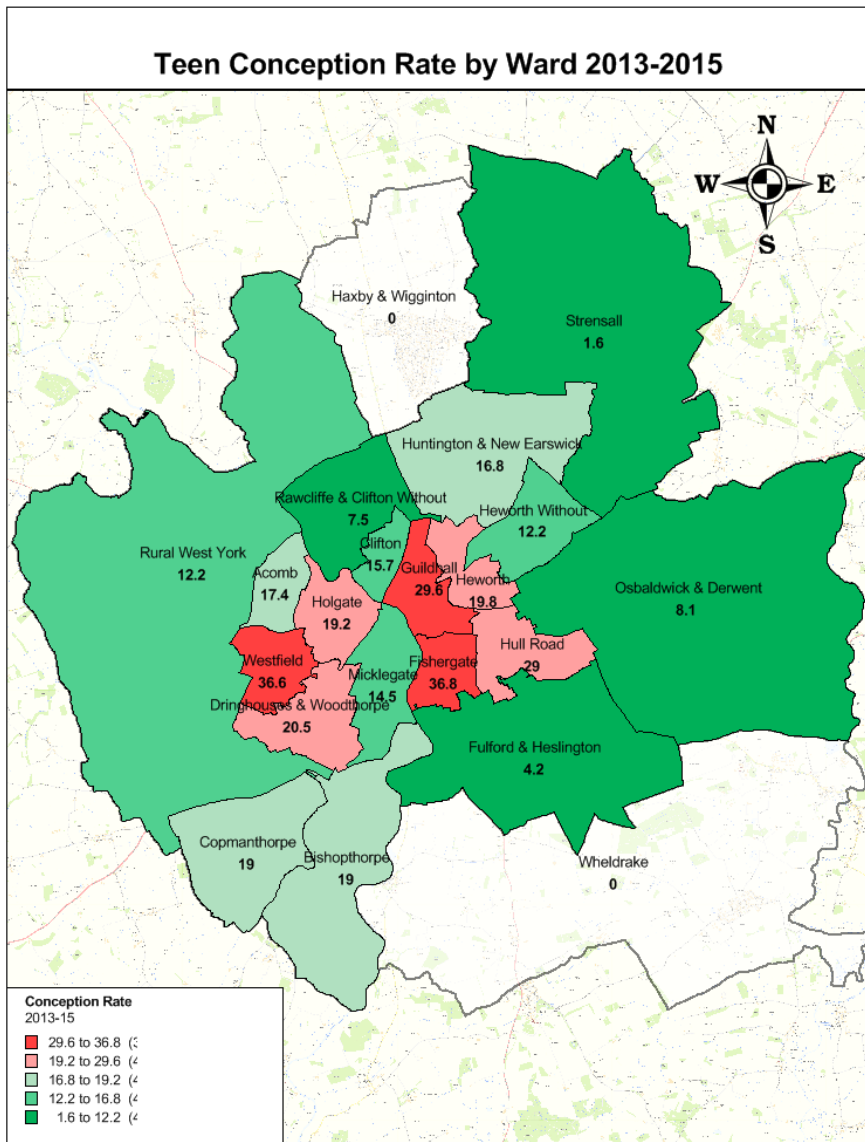 Teen Conception Rate by Ward 2013-2015
N
W
E
S
Haxby & Wigginton
0
Strensall
1.6
Huntington & New Earswick
16.8
Rawcliffe & Clifton Without
7.5
Heworth Without
12.2
Clifton
15.7
Rural West York
12.2
Acomb
17.4
Guildhall
29.6
Heworth
19.8
Osbaldwick & Derwent
8.1
Holgate
19.2
Hull Road
29
Westfield
36.6
Micklegate
14.5
Fishergate
36.8
Dringhouses & Woodthorpe
20.5
Fulford & Heslington
4.2
Copmanthorpe
19
Bishopthorpe
19
Wheldrake
0
Conception Rate
2013-15
29.6 to 36.8 (3
19.2 to 29.6 (4
16.8 to 19.2 (4
12.2 to 16.8 (4
1.6 to 12.2 (4